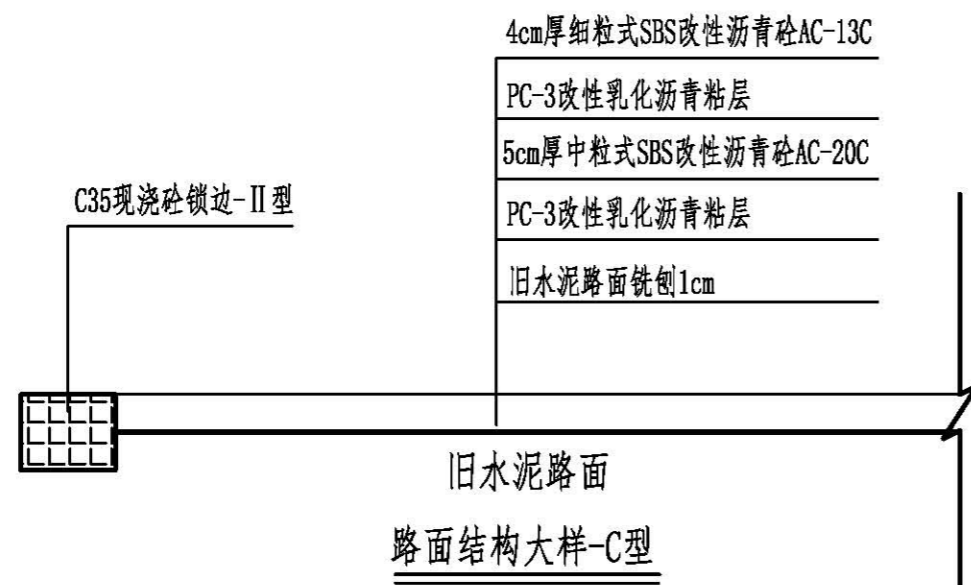 4cm厚细粒式SBS改性沥青砼AC-13C
PC-3改性乳化沥青粘层
5cm厚中粒式SBS改性沥青砼AC-20C
C35现浇砼锁边-Ⅱ型
PC-3改性乳化沥青粘层
旧水泥路面铣刨1cm
旧水泥路面
路面结构大样-C型